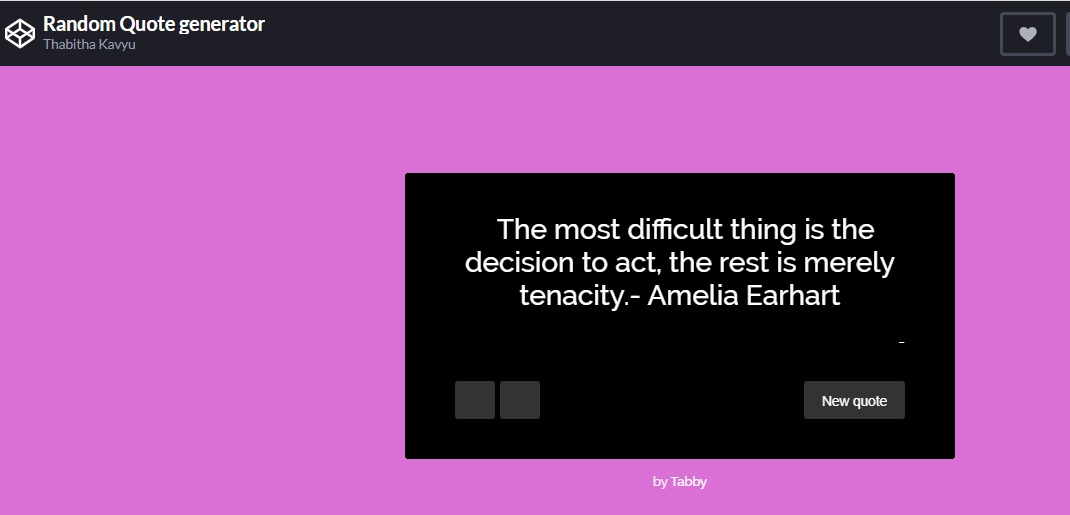 Random Quote generator
Thabitha Kavyu
The most difficult thing is the
decision to act, the rest is merely
tenacity.- Amelia Earhart
-
New quote
by Tabby